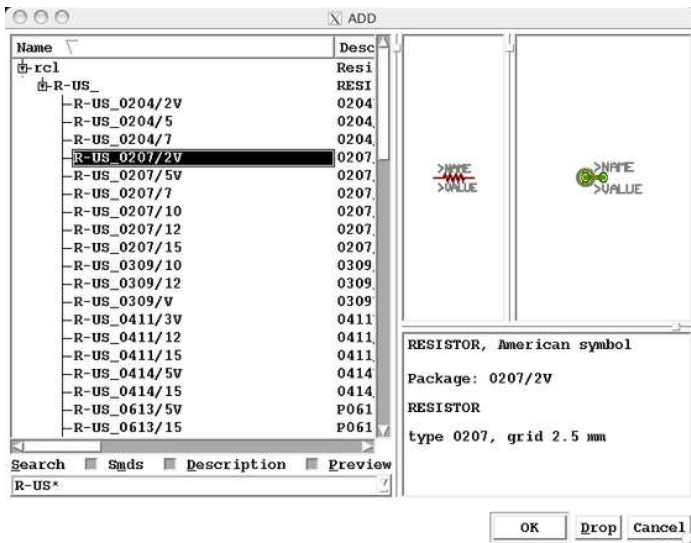 X ADD
Name Desc
rcl Resi
R-US_ RESI
R-US_0204/2V 0204
R-US_0204/5 0204,
R-US_0204/7 0204,
R-US_0207/2V 0207,
R-US_0207/5V 0207,
R-US_0207/7 0207,
R-US_0207/10 0207,
R-US_0207/12 0207,
R-US_0207/15 0207,
R-US_0309/10 0309,
R-US_0309/12 0309,
R-US_0309/V 0309
R-US_0411/3V 0411
R-US_0411/12 0411,
R-US_0411/15 0411,
R-US_0414/5V 0414
R-US_0414/15 0414,
R-US_0613/5V P061
R-US_0613/15 P061
Search Smds Description Preview
R-US*
>NAME
>VALUE
>NAME
>VALUE
RESISTOR, American symbol
Package: 0207/2V
RESISTOR
type 0207, grid 2.5 mm
OK Drop Cancel